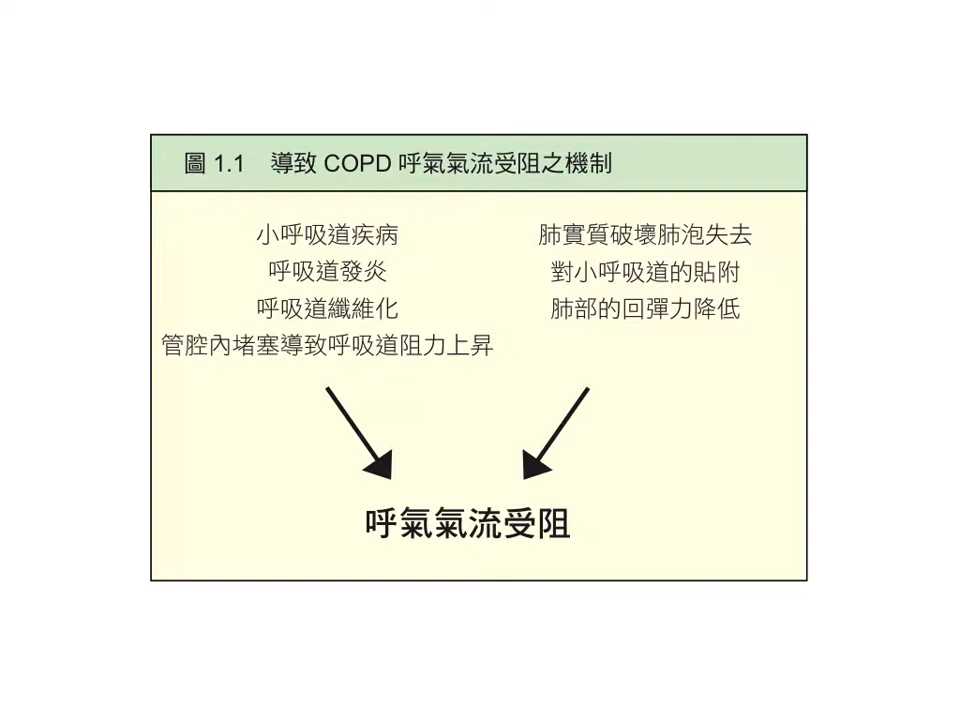 圖 1.1 導致 COPD 呼氣氣流受阻之機制
小呼吸道疾病
呼吸道發炎
呼吸道纖維化
管腔內堵塞導致呼吸道阻力上昇
肺實質破壞肺泡失去
對小呼吸道的貼附
肺部的回彈力降低
呼氣氣流受阻